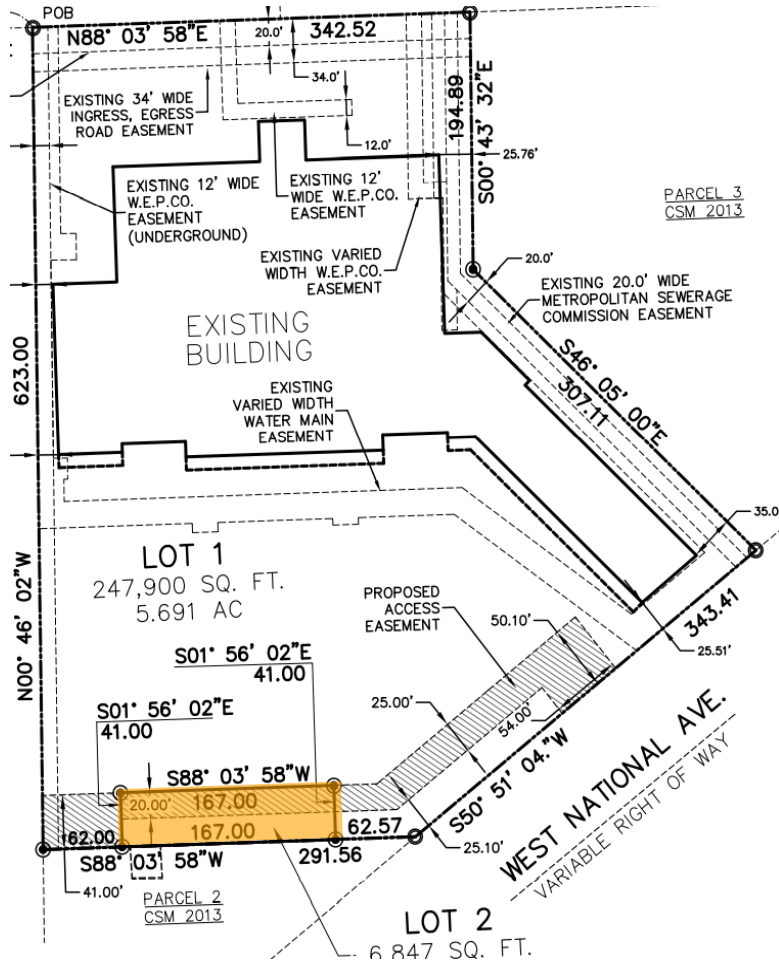 POB
N88° 03' 58"E
20.0'
342.52
34.0'
EXISTING 34' WIDE
INGRESS, EGRESS
ROAD EASEMENT
12.0'
194.89
S00° 43' 32"E
25.76'
EXISTING 12' WIDE
W.E.P.CO.
EASEMENT
(UNDERGROUND)
EXISTING 12'
WIDE W.E.P.CO.
EASEMENT
PARCEL 3
CSM 2013
EXISTING VARIED
WIDTH W.E.P.CO.
EASEMENT
20.0'
EXISTING 20.0' WIDE
METROPOLITAN SEWERAGE
COMMISSION EASEMENT
EXISTING
BUILDING
623.00
S46° 05' 00"E
307.11
EXISTING
VARIED WIDTH
WATER MAIN
EASEMENT
35.0
LOT 1
247,900 SQ. FT.
5.691 AC
N00° 46' 02"W
PROPOSED
ACCESS
EASEMENT
50.10'
343.41
25.51'
S01° 56' 02"E
41.00
S01° 56' 02"E
41.00
25.00'
54.00'
S88° 03' 58"W
20.00'
167.00
S50° 51' 04."W
WEST NATIONAL AVE.
VARIABLE RIGHT OF WAY
62.00
167.00
62.57
S88° 03' 58"W
291.56
25.10'
41.00'
PARCEL 2
CSM 2013
LOT 2
6,847 SQ. FT.